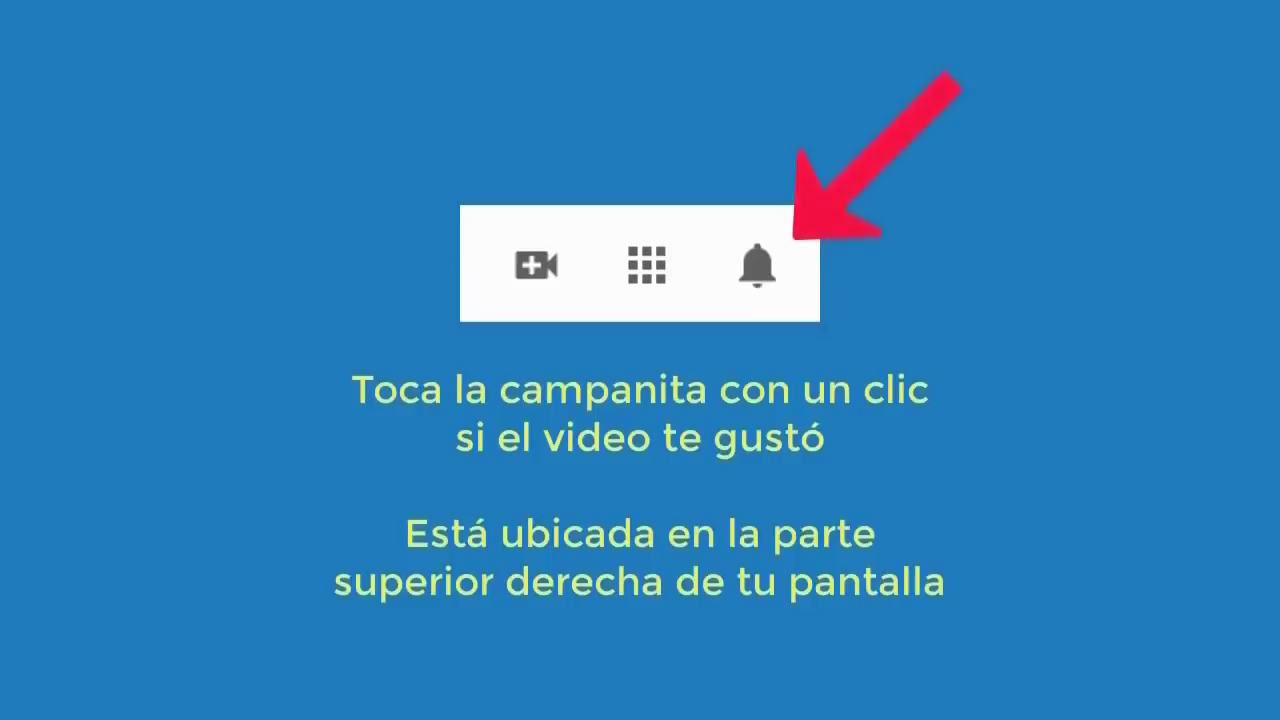 Toca la campanita con un clic
si el video te gustó
Está ubicada en la parte
superior derecha de tu pantalla